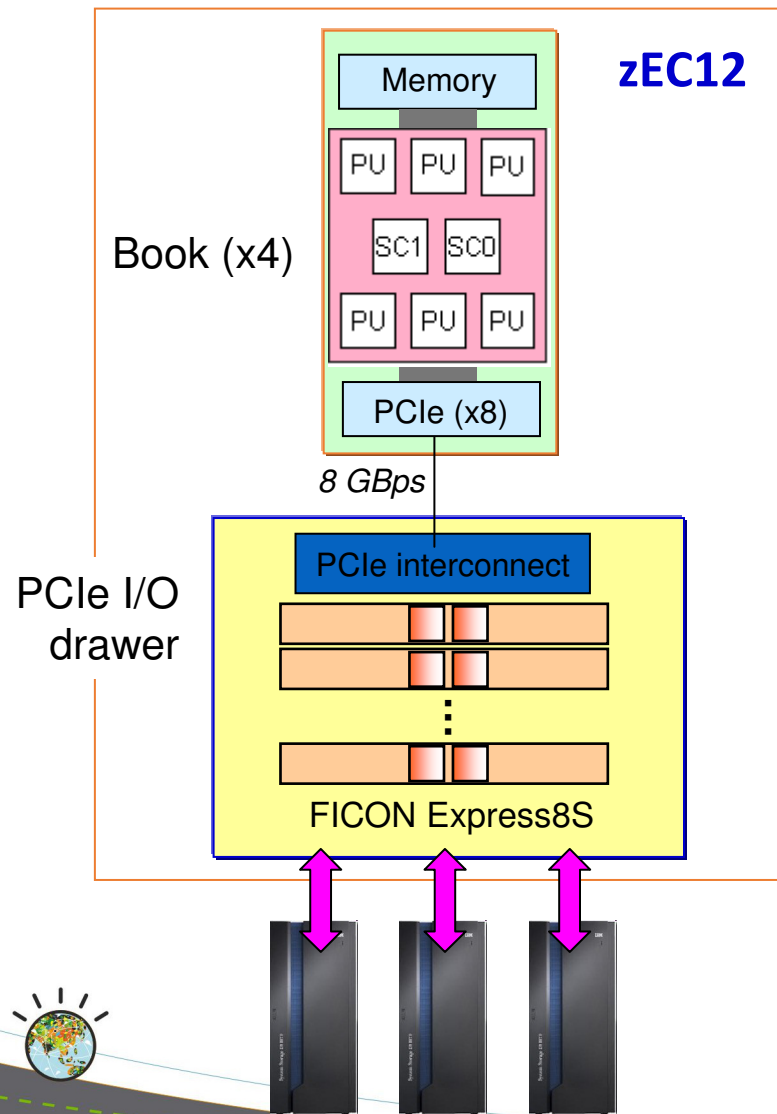 zEC12
Memory
PU PU PU
SC1 SC0
Book (x4)
PU PU PU
PCIe (x8)
8 GBps
PCIe interconnect
PCIe I/O
drawer
FICON Express8S